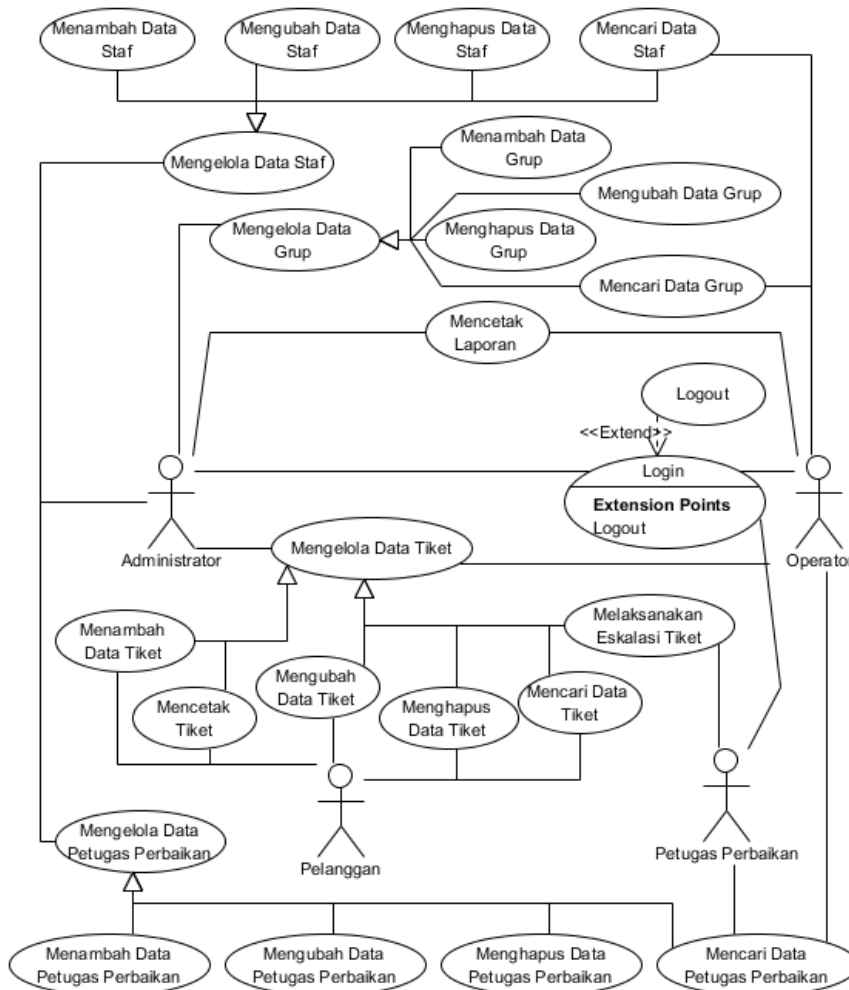 Menambah Data
Staf
Mengubah Data
Staf
Menghapus Data
Staf
Mencari Data
Staf
Mengelola Data Staf
Menambah Data
Grup
Mengubah Data Grup
Mengelola Data
Grup
Menghapus Data
Grup
Mencari Data Grup
Mencetak
Laporan
Logout
<<Extend>>
Login
Extension Points
Logout
Administrator
Operator
Mengelola Data Tiket
Menambah
Data Tiket
Mencetak
Tiket
Mengubah
Data Tiket
Menghapus
Data Tiket
Mencari Data
Tiket
Melaksanakan
Eskalasi Tiket
Pelanggan
Petugas Perbaikan
Mengelola Data
Petugas Perbaikan
Menambah Data
Petugas Perbaikan
Mengubah Data
Petugas Perbaikan
Menghapus Data
Petugas Perbaikan
Mencari Data
Petugas Perbaikan